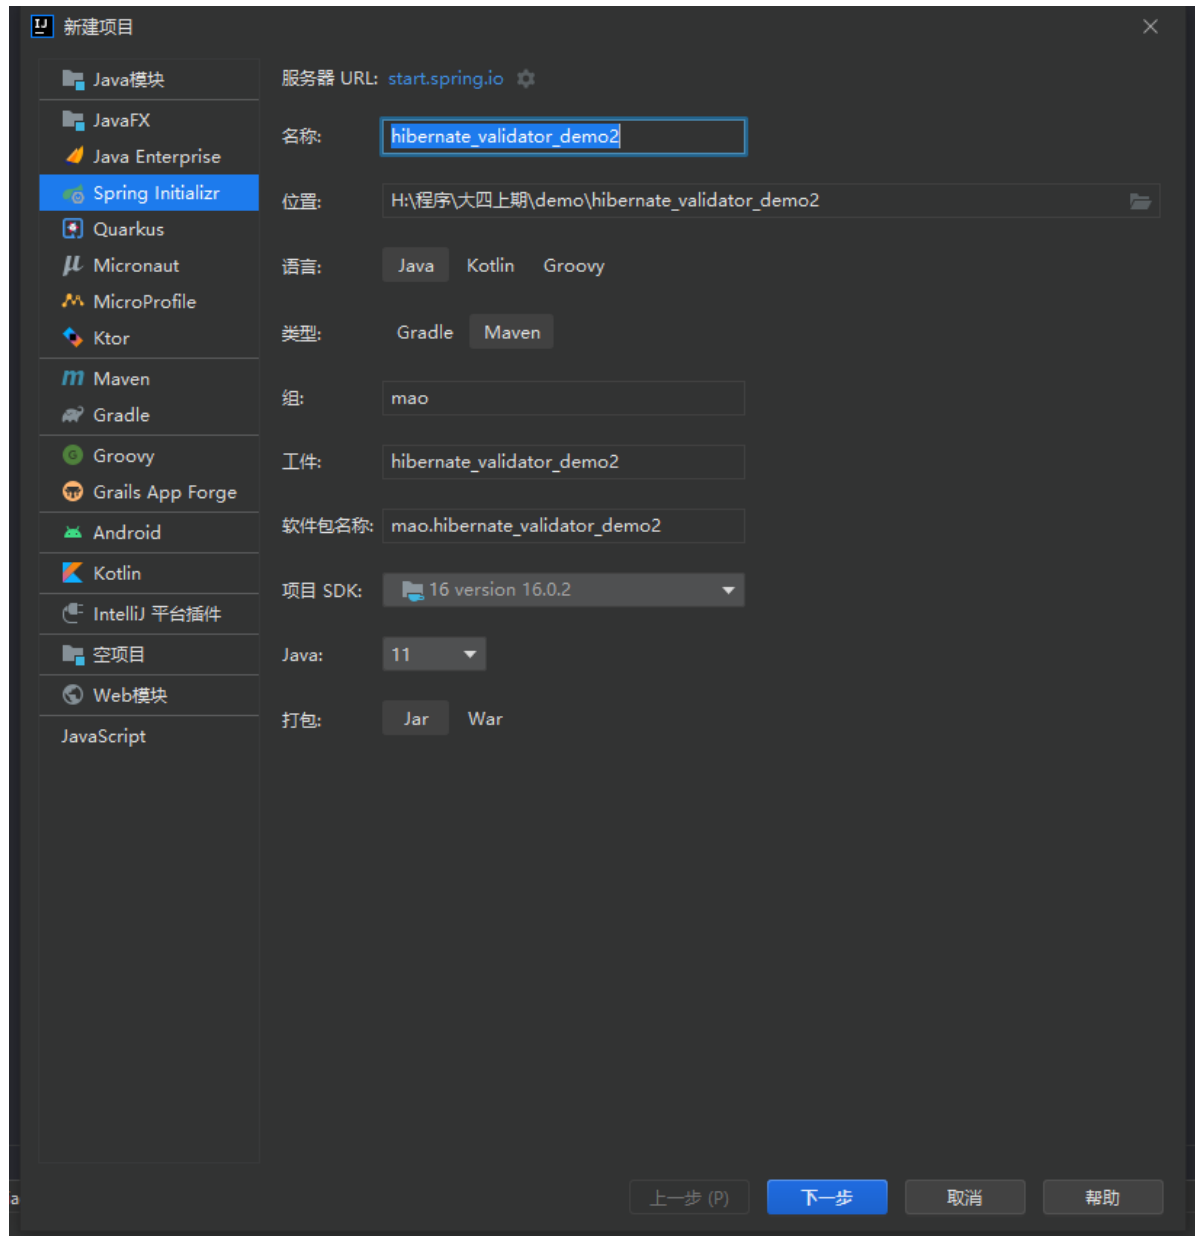 新建项目
Java模块
JavaFX
Java Enterprise
Spring Initializr
Quarkus
Micronaut
MicroProfile
Ktor
Maven
Gradle
Groovy
Grails App Forge
Android
Kotlin
IntelliJ 平台插件
空项目
Web模块
JavaScript
服务器 URL: start.spring.io
名称: hibernate_validator_demo2
位置: H:\程序\大四上期\demo\hibernate_validator_demo2
语言: Java Kotlin Groovy
类型: Gradle Maven
组: mao
工件: hibernate_validator_demo2
软件包名称: mao.hibernate_validator_demo2
项目 SDK: 16 version 16.0.2
Java: 11
打包: Jar War
上一步 (P) 下一步 取消 帮助